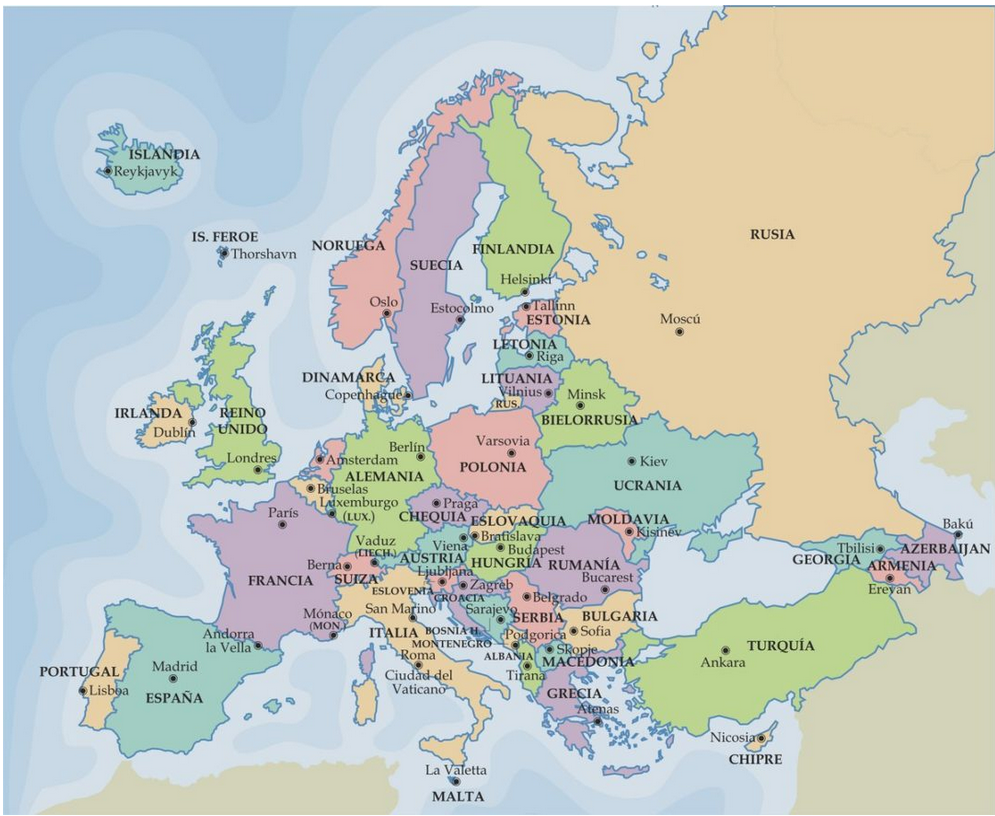 ISLANDIA
Reykjavyk
IS. FEROE
Thorshavn
NORUEGA
SUECIA
FINLANDIA
RUSIA
Helsinki
Oslo
Estocolmo
Tallinn
ESTONIA
Moscú
LETONIA
Riga
DINAMARCA
Copenhague
LITUANIA
Vilnius
RUS.
Minsk
BIELORRUSIA
IRLANDA
Dublín
REINO
UNIDO
Londres
Berlín
Amsterdam
ALEMANIA
Varsovia
POLONIA
Kiev
UCRANIA
Bruselas
Luxemburgo
(LUX.)
París
Praga
CHEQUIA
ESLOVAQUIA
Bratislava
MOLDAVIA
Kisinev
Vaduz
(LIECH.)
Viena
AUSTRIA
Budapest
HUNGRÍA
Berna
SUIZA
FRANCIA
RUMANÍA
Bucarest
Bakú
Tbilisi
GEORGIA
AZERBAIJAN
ARMENIA
Erevan
Ljubljana
ESLOVENIA
Zagreb
CROACIA
Belgrado
SERBIA
Mónaco
(MON.)
San Marino
ITALIA
Sarajevo
BOSNIA H.
MONTENEGRO
Podgorica
BULGARIA
Sofia
Andorra
la Vella
Roma
Ciudad del
Vaticano
ALBANIA
Tirana
Skopje
MACEDONIA
TURQUÍA
Ankara
PORTUGAL
Lisboa
Madrid
ESPAÑA
GRECIA
Atenas
Nicosia
CHIPRE
La Valetta
MALTA